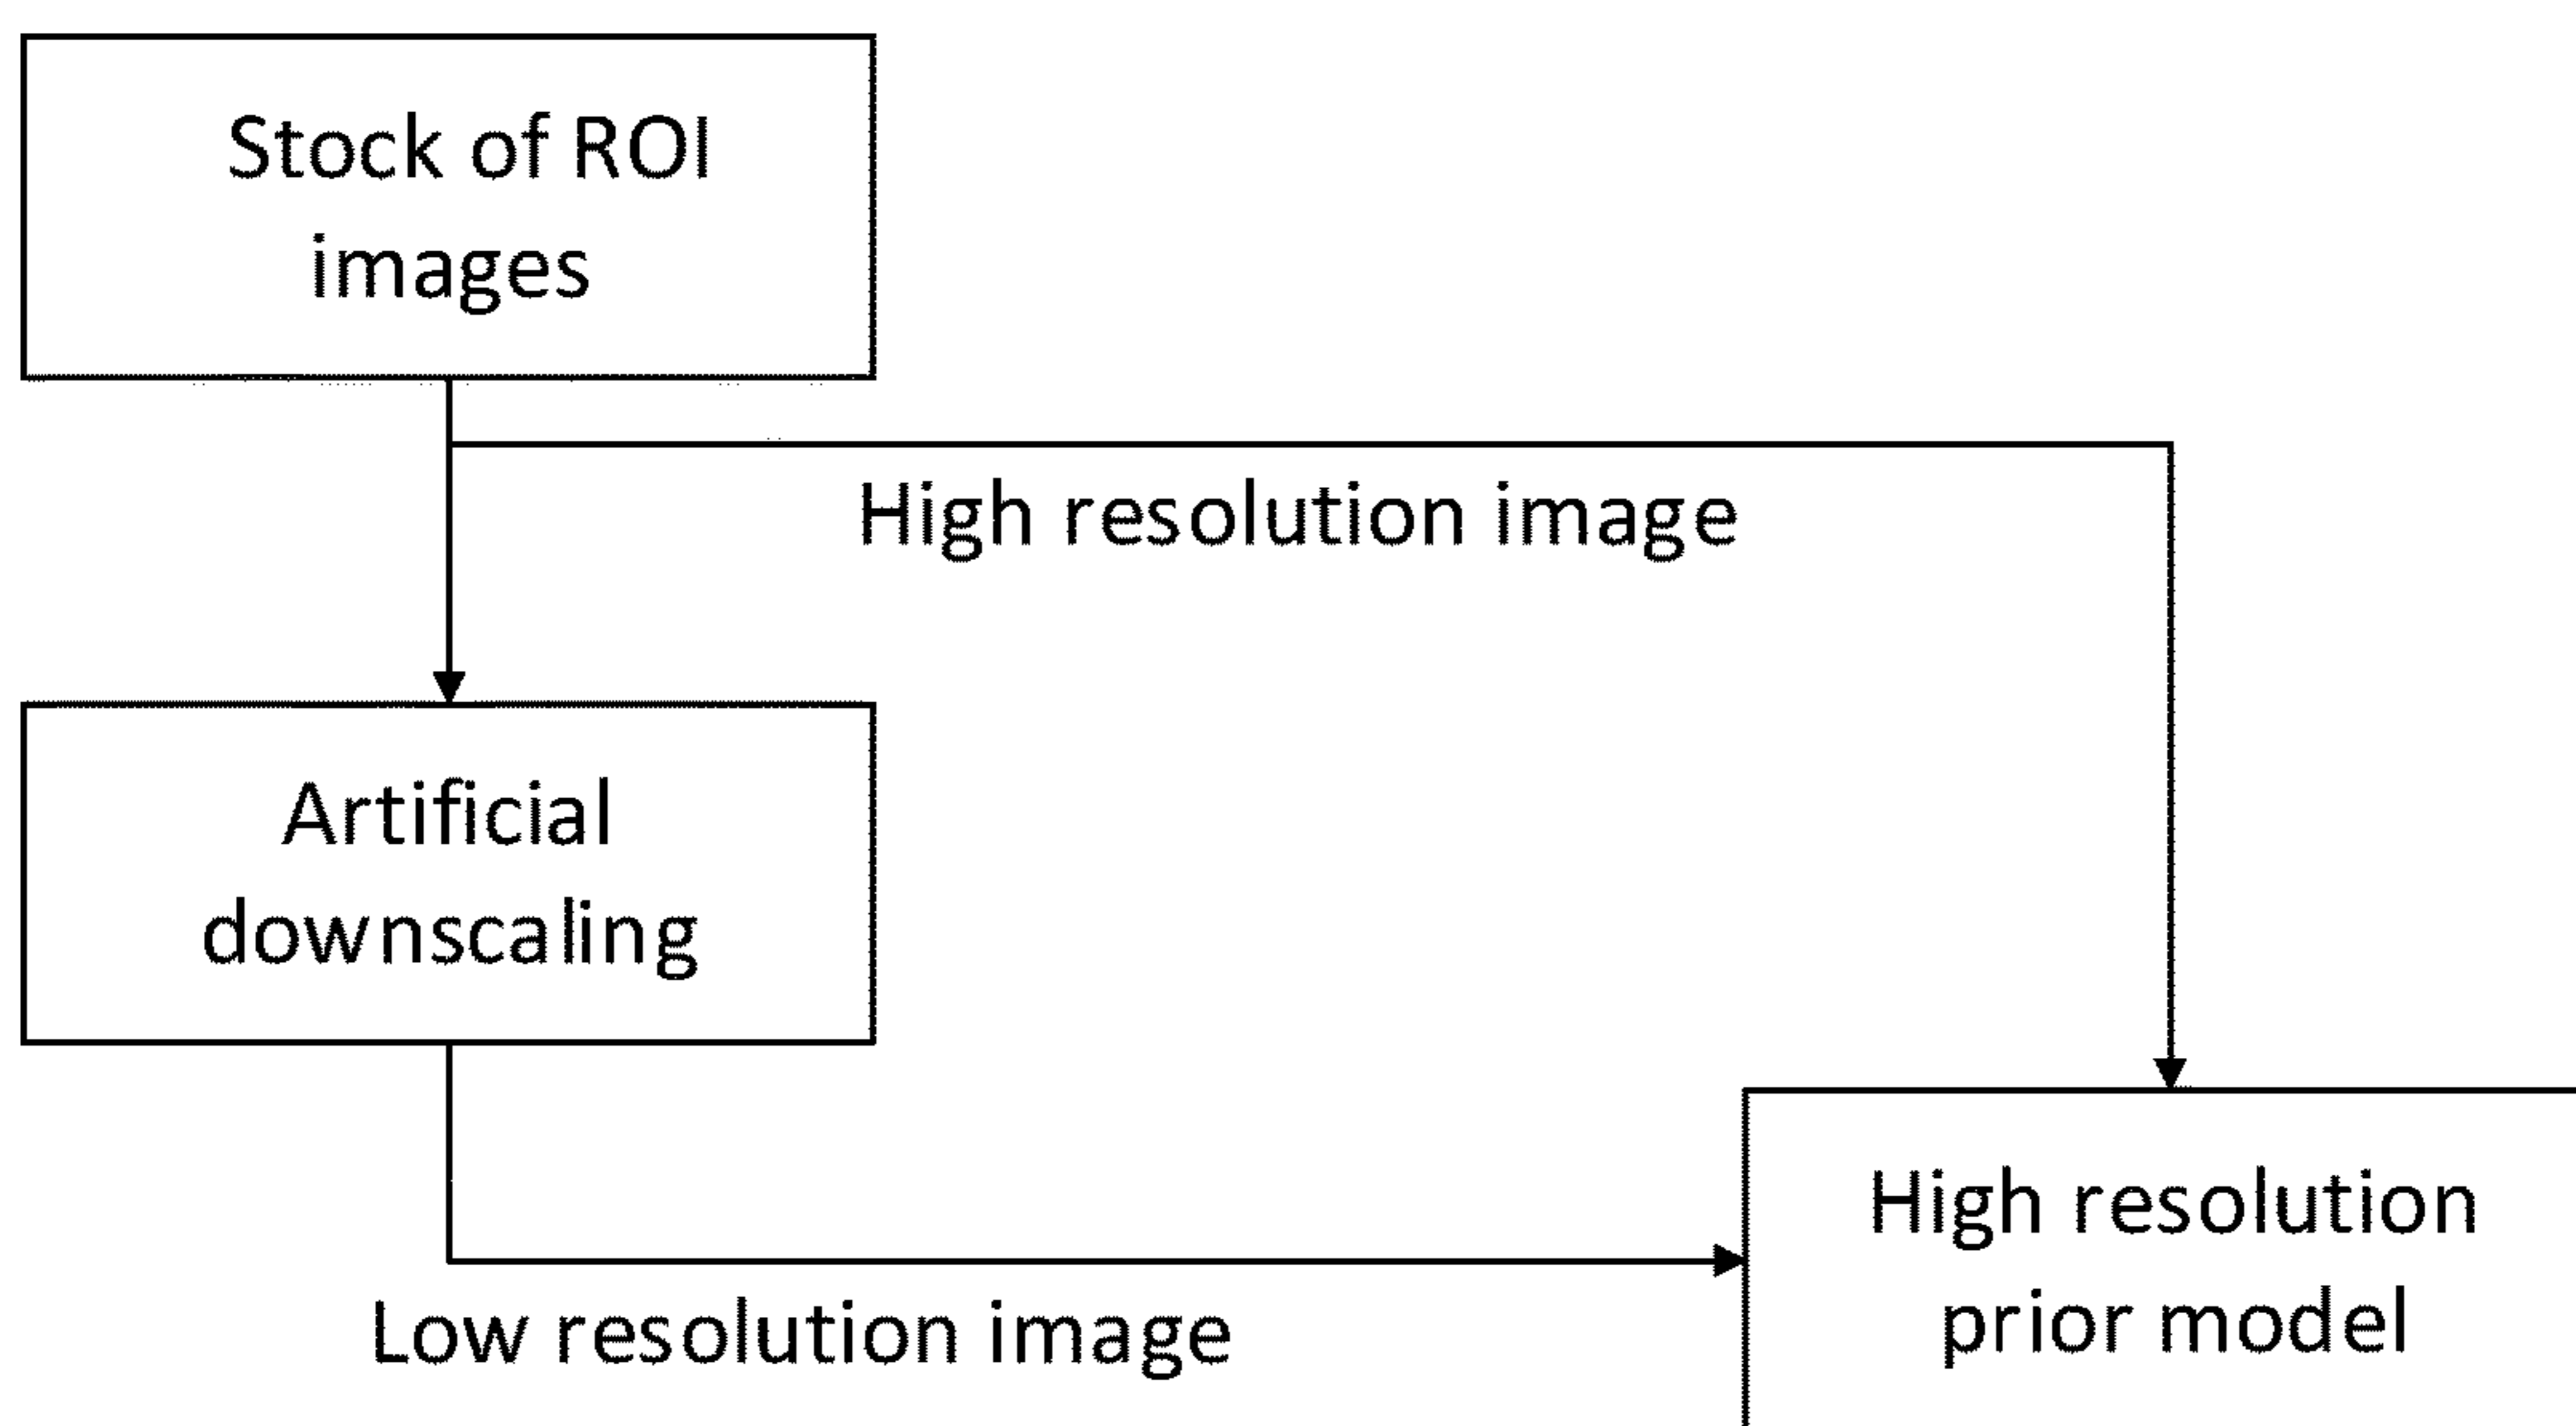 Stock of ROI
images
High resolution image
Artificial
downscaling
High resolution
prior model
Low resolution image